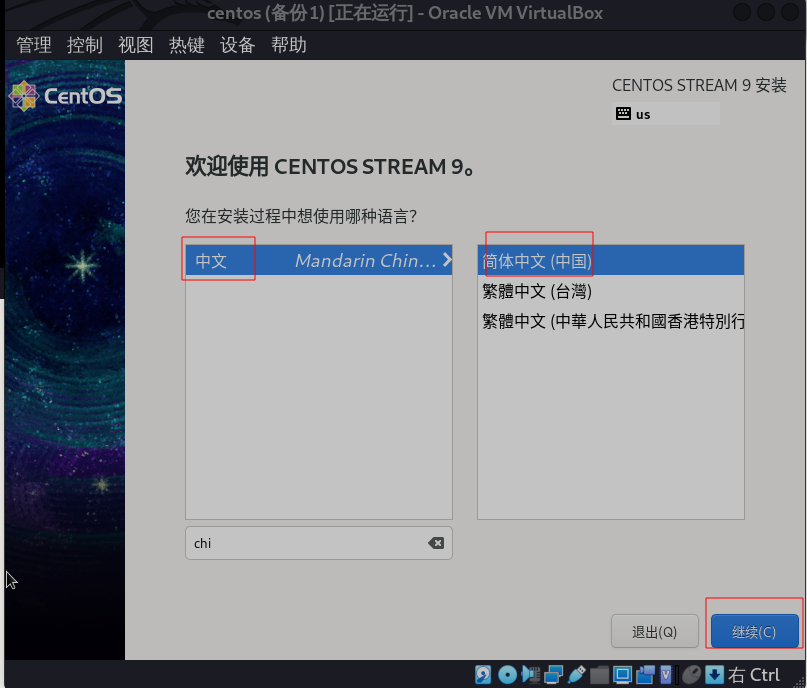 centos (备份 1) [正在运行] - Oracle VM VirtualBox
管理 控制 视图 热键 设备 帮助
CentOS
CENTOS STREAM 9 安装
us
欢迎使用 CENTOS STREAM 9。
您在安装过程中想使用哪种语言？
中文 Mandarin Chin...
简体中文 (中国)
繁體中文 (台灣)
繁體中文 (中華人民共和國香港特別行
chi
退出(Q)
继续(C)
V
右 Ctrl